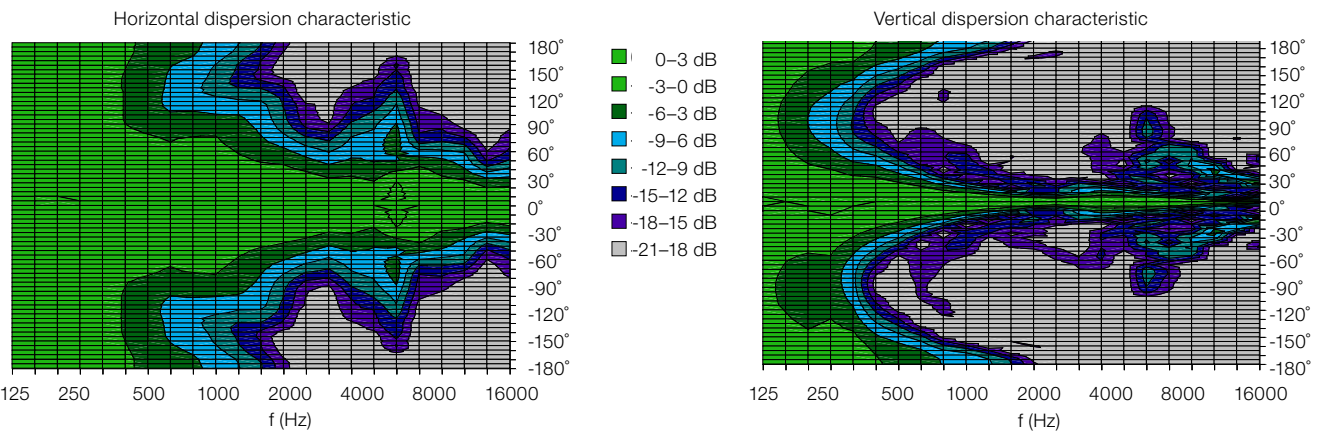 Horizontal dispersion characteristic
180°
150°
120°
90°
60°
30°
0°
-30°
-60°
-90°
-120°
-150°
-180°
125 250 500 1000 2000 4000 8000 16000
f (Hz)
0–3 dB
-3–0 dB
-6–3 dB
-9–6 dB
-12–9 dB
-15–12 dB
-18–15 dB
-21–18 dB
Vertical dispersion characteristic
180°
150°
120°
90°
60°
30°
0°
-30°
-60°
-90°
-120°
-150°
-180°
125 250 500 1000 2000 4000 8000 16000
f (Hz)